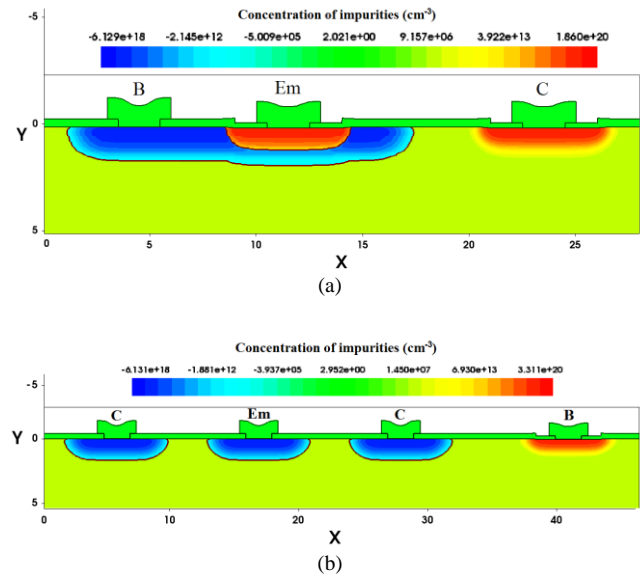 Concentration of impurities (cm-3)
-6.129e+18 -2.145e+12 -5.009e+05 2.021e+00 9.157e+06 3.922e+13 1.860e+20
-5
B Em C
Y 0
5
5 10 15 20 25
X
(a)
Concentration of impurities (cm-3)
-6.131e+18 -1.881e+12 -3.937e+05 2.952e+00 1.450e+07 6.930e+13 3.311e+20
-5
C Em C B
Y 0
5
0 10 20 30 40
X
(b)